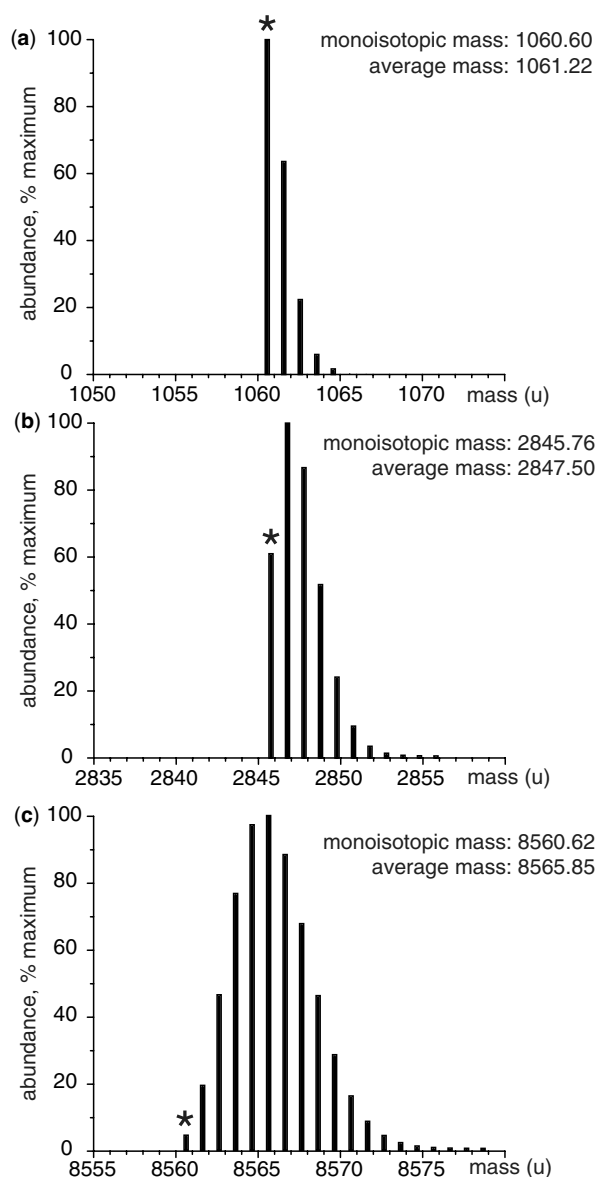 (a)
*
monoisotopic mass: 1060.60
average mass: 1061.22
abundance, % maximum
100
80
60
40
20
0
1050 1055 1060 1065 1070 mass (u)
(b)
*
monoisotopic mass: 2845.76
average mass: 2847.50
abundance, % maximum
100
80
60
40
20
0
2835 2840 2845 2850 2855 mass (u)
(c)
*
monoisotopic mass: 8560.62
average mass: 8565.85
abundance, % maximum
100
80
60
40
20
0
8555 8560 8565 8570 8575 mass (u)